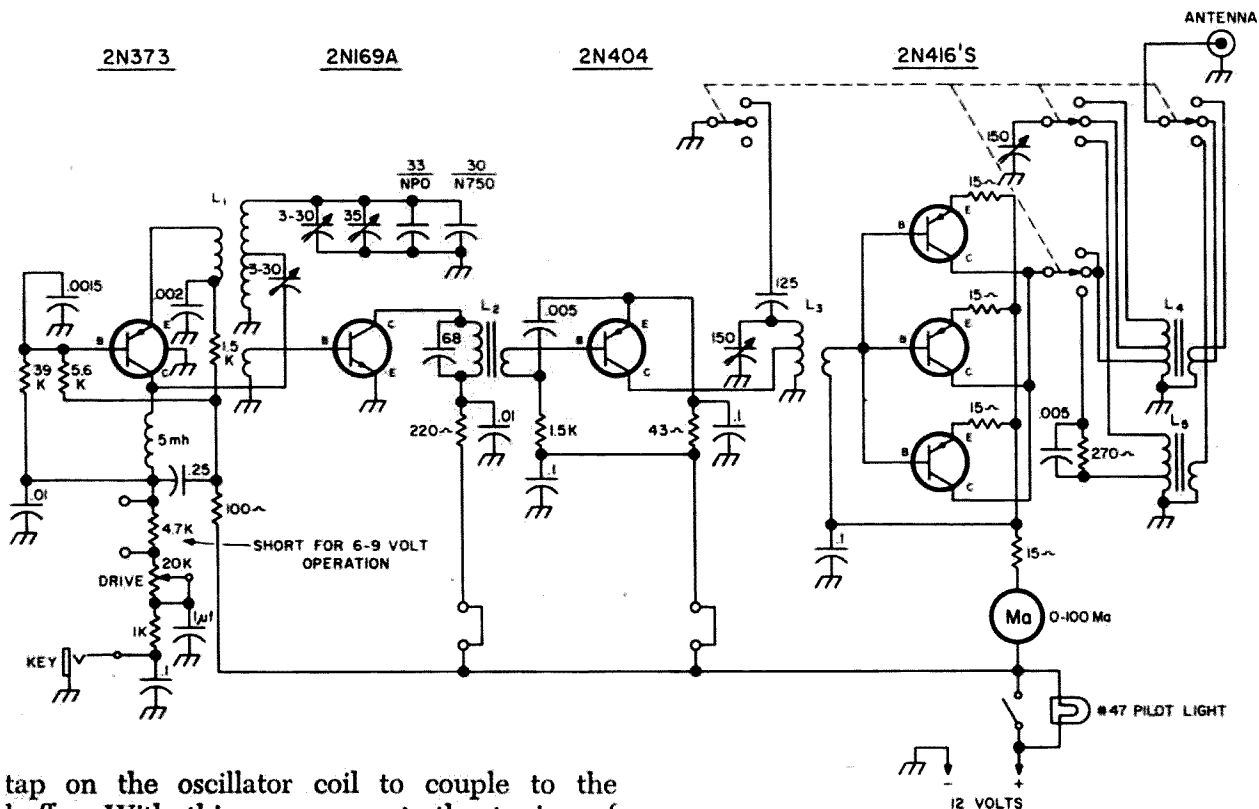 ANTENNA
2N373
2N169A
2N404
2N416'S
33
NPO
30
N750
150
15~
L1
3-30
35
B
E
C
3-30
.0015
.002
125
L3
15~
L2
.005
L4
B
E
C
B
C
E
68
B
E
C
150
B
E
C
39
K
5.6
K
1.5
K
15~
.005
L5
220~
.01
1.5K
43~
.1
B
E
C
270~
5mh
.25
.01
.1
100~
4.7K
SHORT FOR 6-9 VOLT
OPERATION
.1
15~
20K
DRIVE
1K
1µf
Ma
0-100 Ma
KEY
.1
#47 PILOT LIGHT
-
+
12 VOLTS
tap on the oscillator coil to couple to the
With this